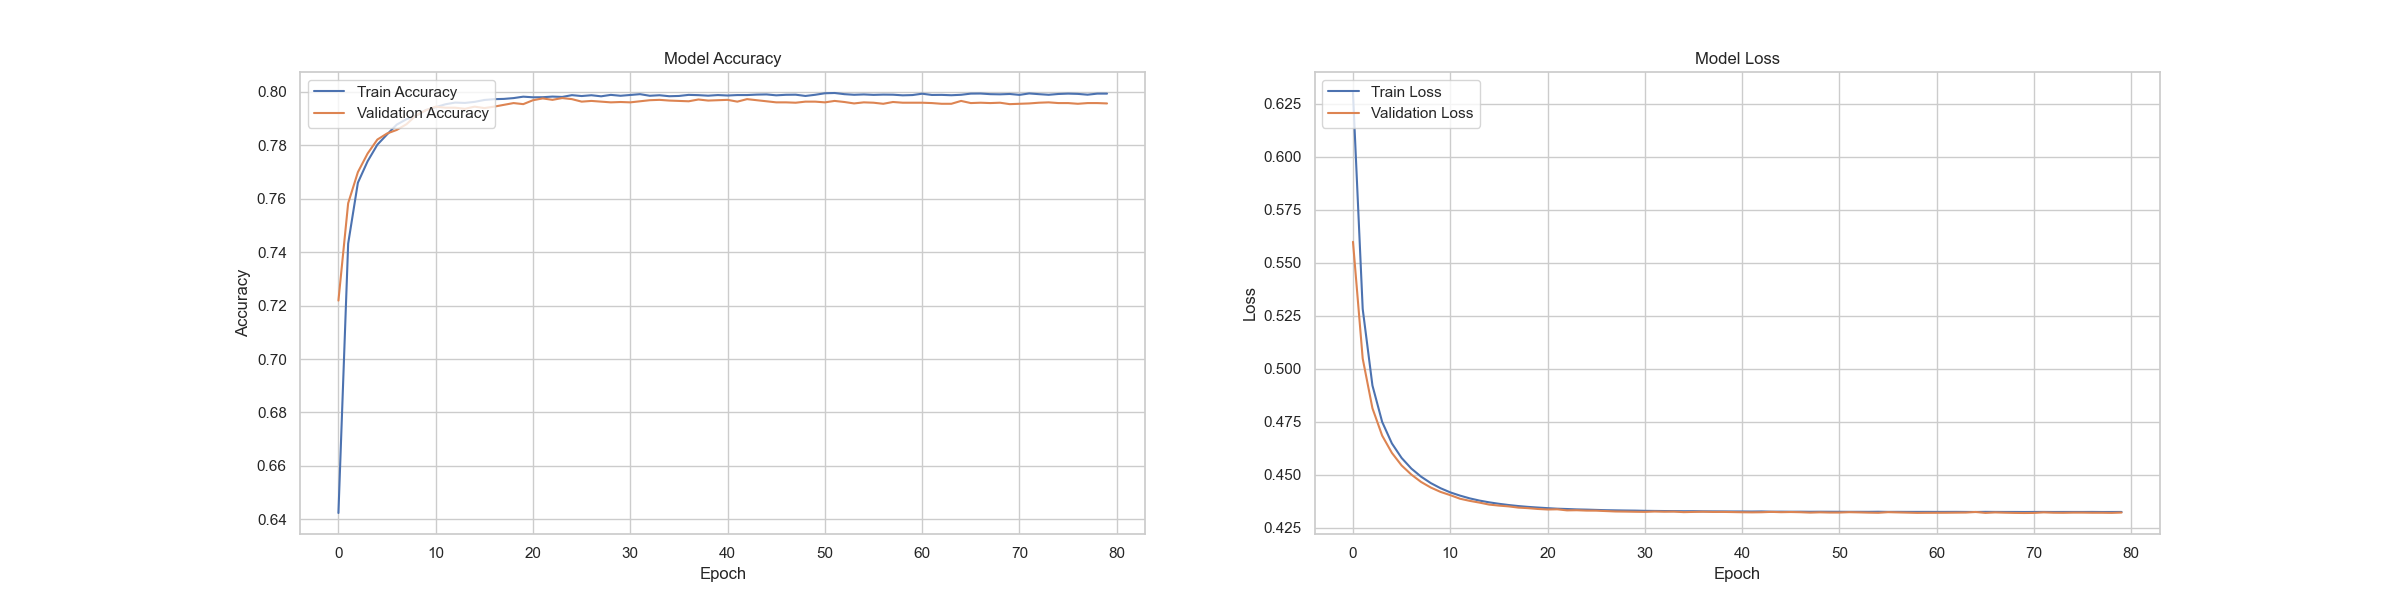 Model Accuracy
Train Accuracy
Validation Accuracy
0.80
0.78
0.76
0.74
0.72
0.70
0.68
0.66
0.64
Accuracy
0 10 20 30 40 50 60 70 80
Epoch
Model Loss
Train Loss
Validation Loss
0.625
0.600
0.575
0.550
0.525
0.500
0.475
0.450
0.425
Loss
0 10 20 30 40 50 60 70 80
Epoch